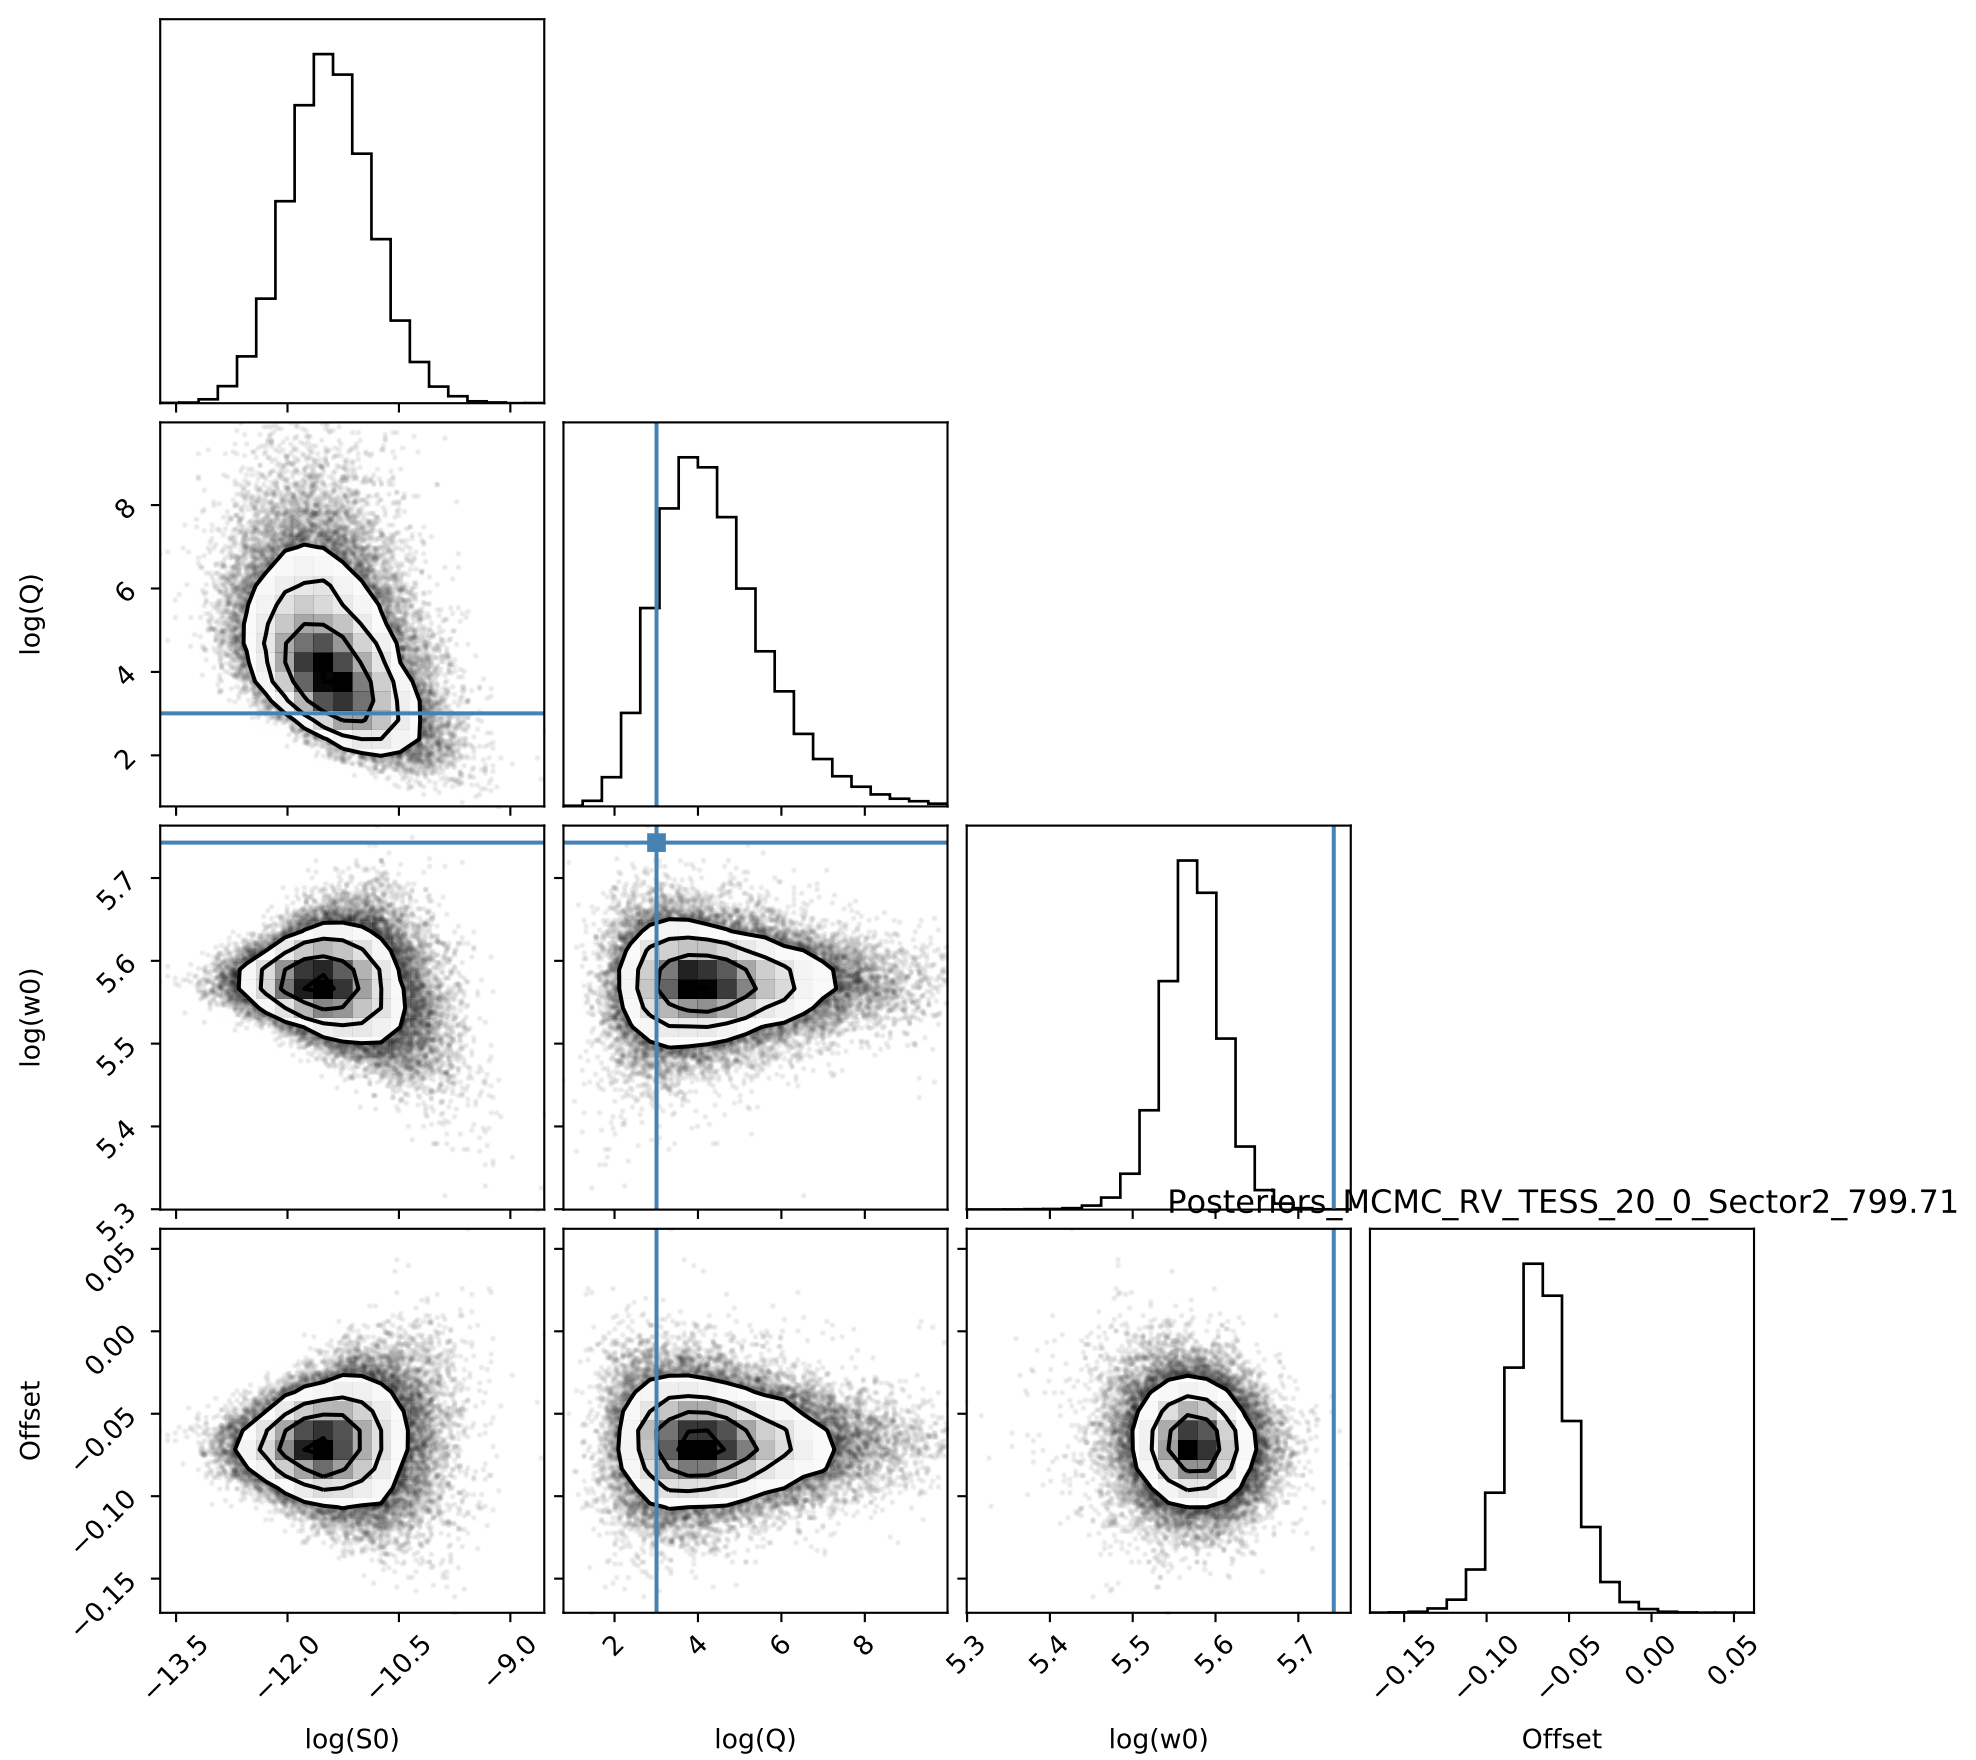 8
6
4
2
log(Q)
5.7
5.6
5.5
5.4
5.3
log(w0)
Posteriors_MCMC_RV_TESS_20_0_Sector2_799.71
0.05
0.00
−0.05
−0.10
−0.15
Offset
−13.5 −12.0 −10.5 −9.0 2 4 6 8 5.3 5.4 5.5 5.6 5.7 −0.15 −0.10 −0.05 0.00 0.05
log(S0) log(Q) log(w0) Offset